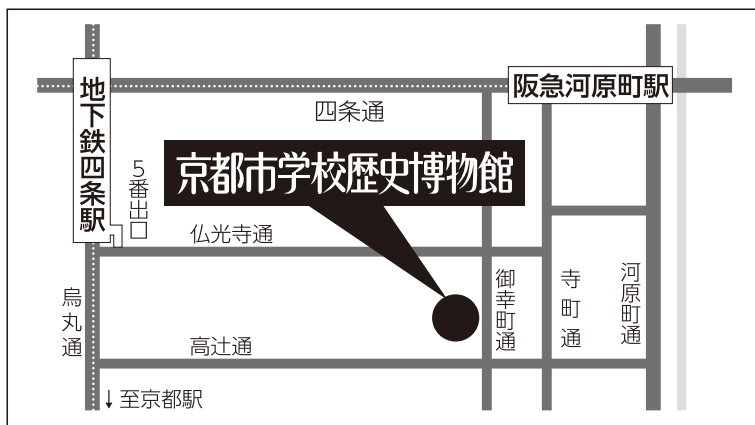 阪急河原町駅
地下鉄四条駅
四条通
5番出口
京都市学校歴史博物館
仏光寺通
烏丸通
御幸町通
寺町通
河原町通
高辻通
↓至京都駅